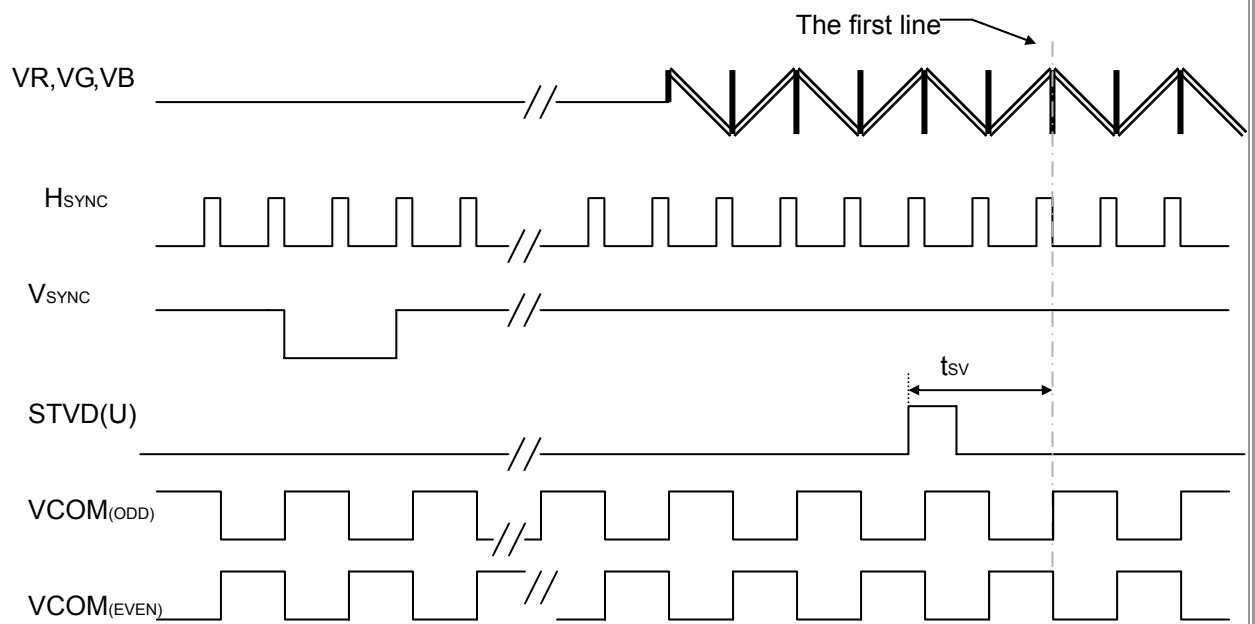 The first line
VR,VG,VB
HSYNC
VSYNC
tSV
STVD(U)
VCOM(ODD)
VCOM(EVEN)